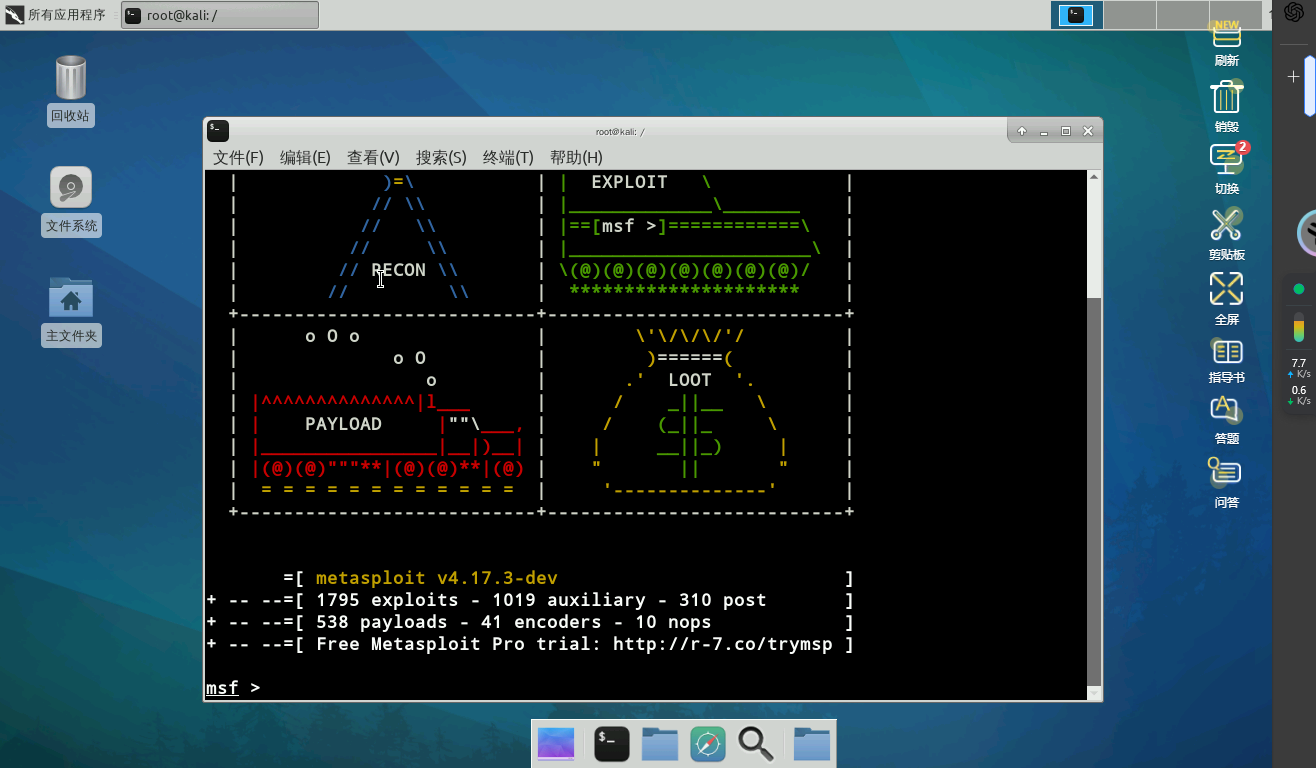 所有应用程序
root@kali: /
NEW
刷新
回收站
销毁
2
切换
文件系统
剪贴板
全屏
主文件夹
指导书
答题
问答
7.7
K/s
0.6
K/s
root@kali: /
文件(F) 编辑(E) 查看(V) 搜索(S) 终端(T) 帮助(H)
|             )=\            | |  EXPLOIT   \            |
|            // \\           | |_____________\_______    |
|           //   \\          | |==[msf >]============\   |
|          //     \\         | |______________________\  |
|         // RECON \\        | \(@)(@)(@)(@)(@)(@)(@)/   |
|        //         \\       |  *********************    |
+---------------------------+---------------------------+
|      o O o                |        \'\/\/\/'/         |
|              o O          |         )======(          |
|                 o         |       .'  LOOT  '.        |
| |^^^^^^^^^^^^^^|l___      |      /    _||__   \       |
| |    PAYLOAD     |""\___, |     /    (_||_     \      |
| |________________|__|)__| |    |     __||_)     |     |
| |(@)(@)"""**|(@)(@)**|(@) |    "       ||       "     |
|  = = = = = = = = = = = =  |     '--------------'      |
+---------------------------+---------------------------+
=[ metasploit v4.17.3-dev ]
+ -- --=[ 1795 exploits - 1019 auxiliary - 310 post ]
+ -- --=[ 538 payloads - 41 encoders - 10 nops ]
+ -- --=[ Free Metasploit Pro trial: http://r-7.co/trymsp ]
msf >